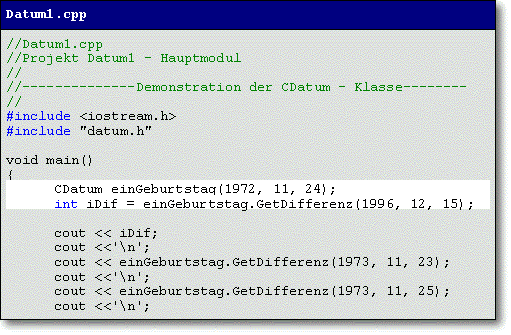 Datum1.cpp
//Datum1.cpp
//Projekt Datum1 - Hauptmodul
//
//--------------Demonstration der CDatum - Klasse--------
//
#include <iostream.h>
#include "datum.h"
void main()
{
CDatum einGeburtstag(1972, 11, 24);
int iDif = einGeburtstag.GetDifferenz(1996, 12, 15);
cout << iDif;
cout <<'\n';
cout << einGeburtstag.GetDifferenz(1973, 11, 23);
cout <<'\n';
cout << einGeburtstag.GetDifferenz(1973, 11, 25);
cout <<'\n';